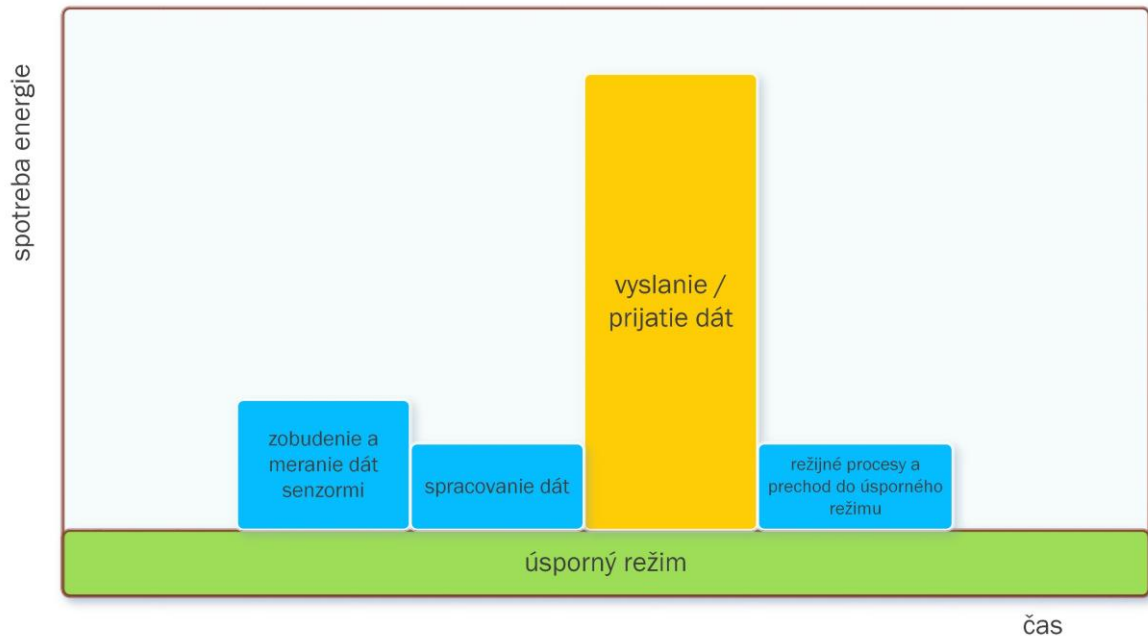 spotreba energie
vyslanie /
prijatie dát
zobudenie a
meranie dát
senzormi
spracovanie dát
režijné procesy a
prechod do úsporného
režimu
úsporný režim
čas